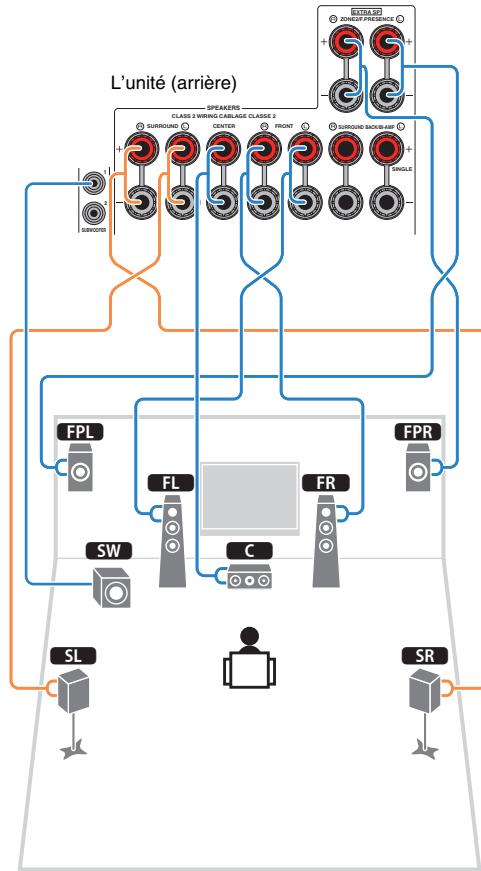 EXTRA SP
R ZONE2/F.PRESENCE L
+
−
L'unité (arrière)
SPEAKERS
CLASS 2 WIRING CABLAGE CLASSE 2
R SURROUND L CENTER R FRONT L R SURROUND BACK/BI-AMP L
+ +
SINGLE
1
− −
2
SUBWOOFER
FPL FPR
FL FR
SW C
SL SR